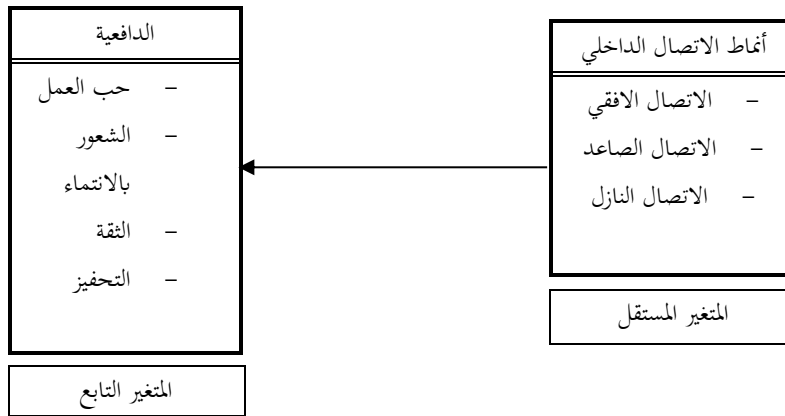 أنماط الاتصال الداخلي
– الاتصال الافقي
– الاتصال الصاعد
– الاتصال النازل
المتغير المستقل
الدافعية
– حب العمل
– الشعور
بالانتماء
– الثقة
– التحفيز
المتغير التابع